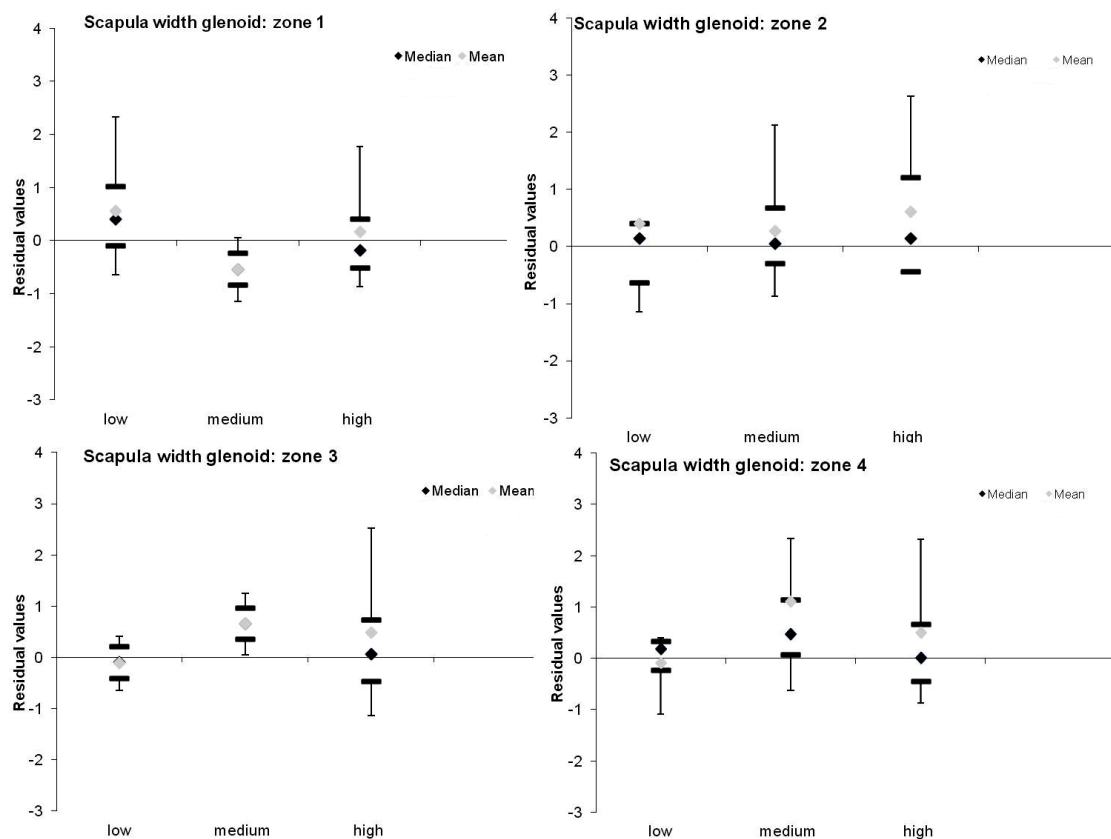 Scapula width glenoid: zone 1
Median Mean
Residual values
4
3
2
1
0
-1
-2
-3
low medium high
Scapula width glenoid: zone 2
Median Mean
Residual values
4
3
2
1
0
-1
-2
-3
low medium high
Scapula width glenoid: zone 3
Median Mean
Residual values
4
3
2
1
0
-1
-2
-3
low medium high
Scapula width glenoid: zone 4
Median Mean
Residual values
4
3
2
1
0
-1
-2
-3
low medium high